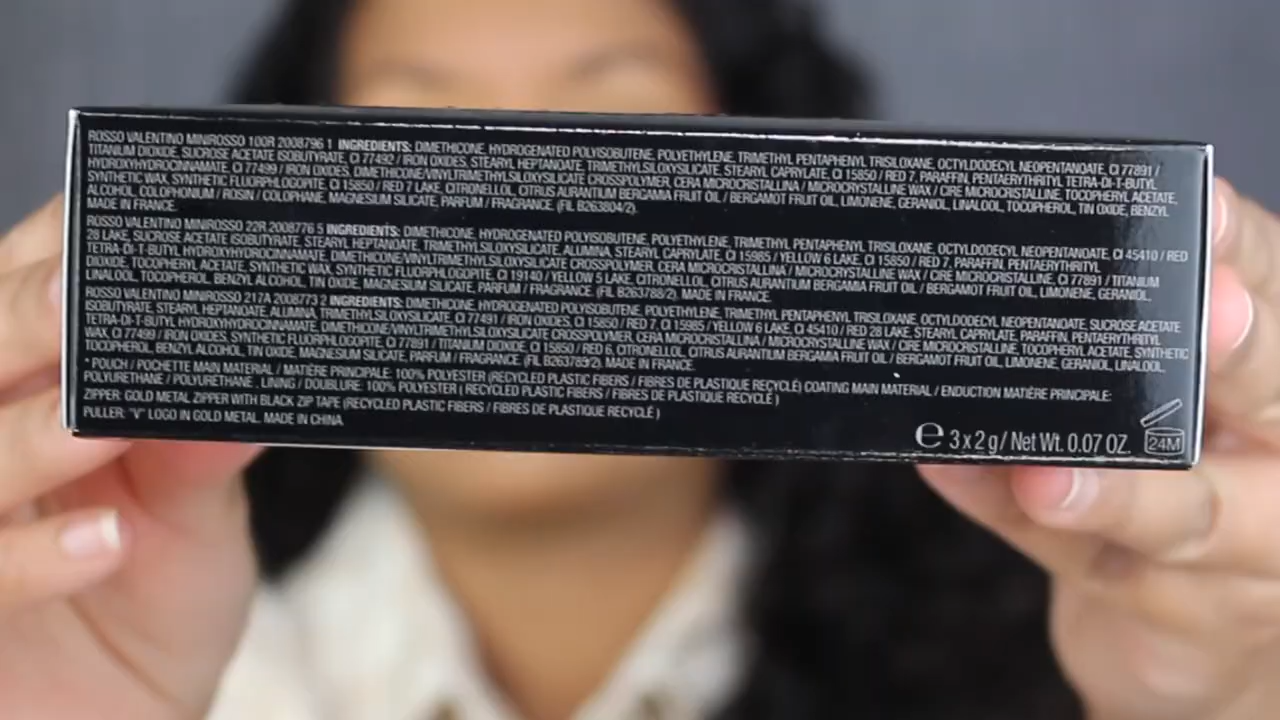 ROSSO VALENTINO MINIROSSO 100R 2008796 1 INGREDIENTS: DIMETHICONE, HYDROGENATED POLYISOBUTENE, POLYETHYLENE, TRIMETHYL PENTAPHENYL TRISILOXANE, OCTYLDODECYL NEOPENTANOATE, CI 77891 /
TITANIUM DIOXIDE, SUCROSE ACETATE ISOBUTYRATE, CI 77492 / IRON OXIDES, STEARYL HEPTANOATE, TRIMETHYLSILOXYSILICATE, STEARYL CAPRYLATE, CI 15850 / RED 7, PARAFFIN, PENTAERYTHRITYL TETRA-DI-T-BUTYL
HYDROXYHYDROCINNAMATE, CI 77499 / IRON OXIDES, DIMETHICONE/VINYLTRIMETHYLSILOXYSILICATE CROSSPOLYMER, CERA MICROCRISTALLINA / MICROCRYSTALLINE WAX / CIRE MICROCRISTALLINE, TOCOPHERYL ACETATE,
SYNTHETIC WAX, SYNTHETIC FLUORPHLOGOPITE, CI 15850 / RED 7 LAKE, CITRONELLOL, CITRUS AURANTIUM BERGAMIA FRUIT OIL / BERGAMOT FRUIT OIL, LIMONENE, GERANIOL, LINALOOL, TOCOPHEROL, TIN OXIDE, BENZYL
ALCOHOL, COLOPHONIUM / ROSIN / COLOPHANE, MAGNESIUM SILICATE, PARFUM / FRAGRANCE. (FIL B263804/2).
MADE IN FRANCE.
ROSSO VALENTINO MINIROSSO 22R 2008776 5 INGREDIENTS: DIMETHICONE, HYDROGENATED POLYISOBUTENE, POLYETHYLENE, TRIMETHYL PENTAPHENYL TRISILOXANE, OCTYLDODECYL NEOPENTANOATE, CI 45410 / RED
28 LAKE, SUCROSE ACETATE ISOBUTYRATE, STEARYL HEPTANOATE, TRIMETHYLSILOXYSILICATE, ALUMINA, STEARYL CAPRYLATE, CI 15985 / YELLOW 6 LAKE, CI 15850 / RED 7, PARAFFIN, PENTAERYTHRITYL
TETRA-DI-T-BUTYL HYDROXYHYDROCINNAMATE, DIMETHICONE/VINYLTRIMETHYLSILOXYSILICATE CROSSPOLYMER, CERA MICROCRISTALLINA / MICROCRYSTALLINE WAX / CIRE MICROCRISTALLINE, CI 77891 / TITANIUM
DIOXIDE, TOCOPHERYL ACETATE, SYNTHETIC WAX, SYNTHETIC FLUORPHLOGOPITE, CI 19140 / YELLOW 5 LAKE, CITRONELLOL, CITRUS AURANTIUM BERGAMIA FRUIT OIL / BERGAMOT FRUIT OIL, LIMONENE, GERANIOL,
LINALOOL, TOCOPHEROL, BENZYL ALCOHOL, TIN OXIDE, MAGNESIUM SILICATE, PARFUM / FRAGRANCE. (FIL B263788/2). MADE IN FRANCE.
ROSSO VALENTINO MINIROSSO 217A 2008773 2 INGREDIENTS: DIMETHICONE, HYDROGENATED POLYISOBUTENE, POLYETHYLENE, TRIMETHYL PENTAPHENYL TRISILOXANE, OCTYLDODECYL NEOPENTANOATE, SUCROSE ACETATE
ISOBUTYRATE, STEARYL HEPTANOATE, ALUMINA, TRIMETHYLSILOXYSILICATE, CI 77491 / IRON OXIDES, CI 15850 / RED 7, CI 15985 / YELLOW 6 LAKE, CI 45410 / RED 28 LAKE, STEARYL CAPRYLATE, PARAFFIN, PENTAERYTHRITYL
TETRA-DI-T-BUTYL HYDROXYHYDROCINNAMATE, DIMETHICONE/VINYLTRIMETHYLSILOXYSILICATE CROSSPOLYMER, CERA MICROCRISTALLINA / MICROCRYSTALLINE WAX / CIRE MICROCRISTALLINE, TOCOPHERYL ACETATE, SYNTHETIC
WAX, CI 77499 / IRON OXIDES, SYNTHETIC FLUORPHLOGOPITE, CI 77891 / TITANIUM DIOXIDE, CI 15850 / RED 6, CITRONELLOL, CITRUS AURANTIUM BERGAMIA FRUIT OIL / BERGAMOT FRUIT OIL, LIMONENE, GERANIOL, LINALOOL,
TOCOPHEROL, BENZYL ALCOHOL, TIN OXIDE, MAGNESIUM SILICATE, PARFUM / FRAGRANCE. (FIL B263785/2). MADE IN FRANCE.
* POUCH / POCHETTE MAIN MATERIAL / MATIÈRE PRINCIPALE: 100% POLYESTER (RECYCLED PLASTIC FIBERS / FIBRES DE PLASTIQUE RECYCLÉ) COATING MAIN MATERIAL / ENDUCTION MATIÈRE PRINCIPALE:
POLYURETHANE / POLYURETHANE . LINING / DOUBLURE: 100% POLYESTER ( RECYCLED PLASTIC FIBERS / FIBRES DE PLASTIQUE RECYCLÉ )
ZIPPER: GOLD METAL ZIPPER WITH BLACK ZIP TAPE (RECYCLED PLASTIC FIBERS / FIBRES DE PLASTIQUE RECYCLÉ )
PULLER: "V" LOGO IN GOLD METAL. MADE IN CHINA.
℮ 3 x 2 g / Net Wt. 0.07 OZ. 24M